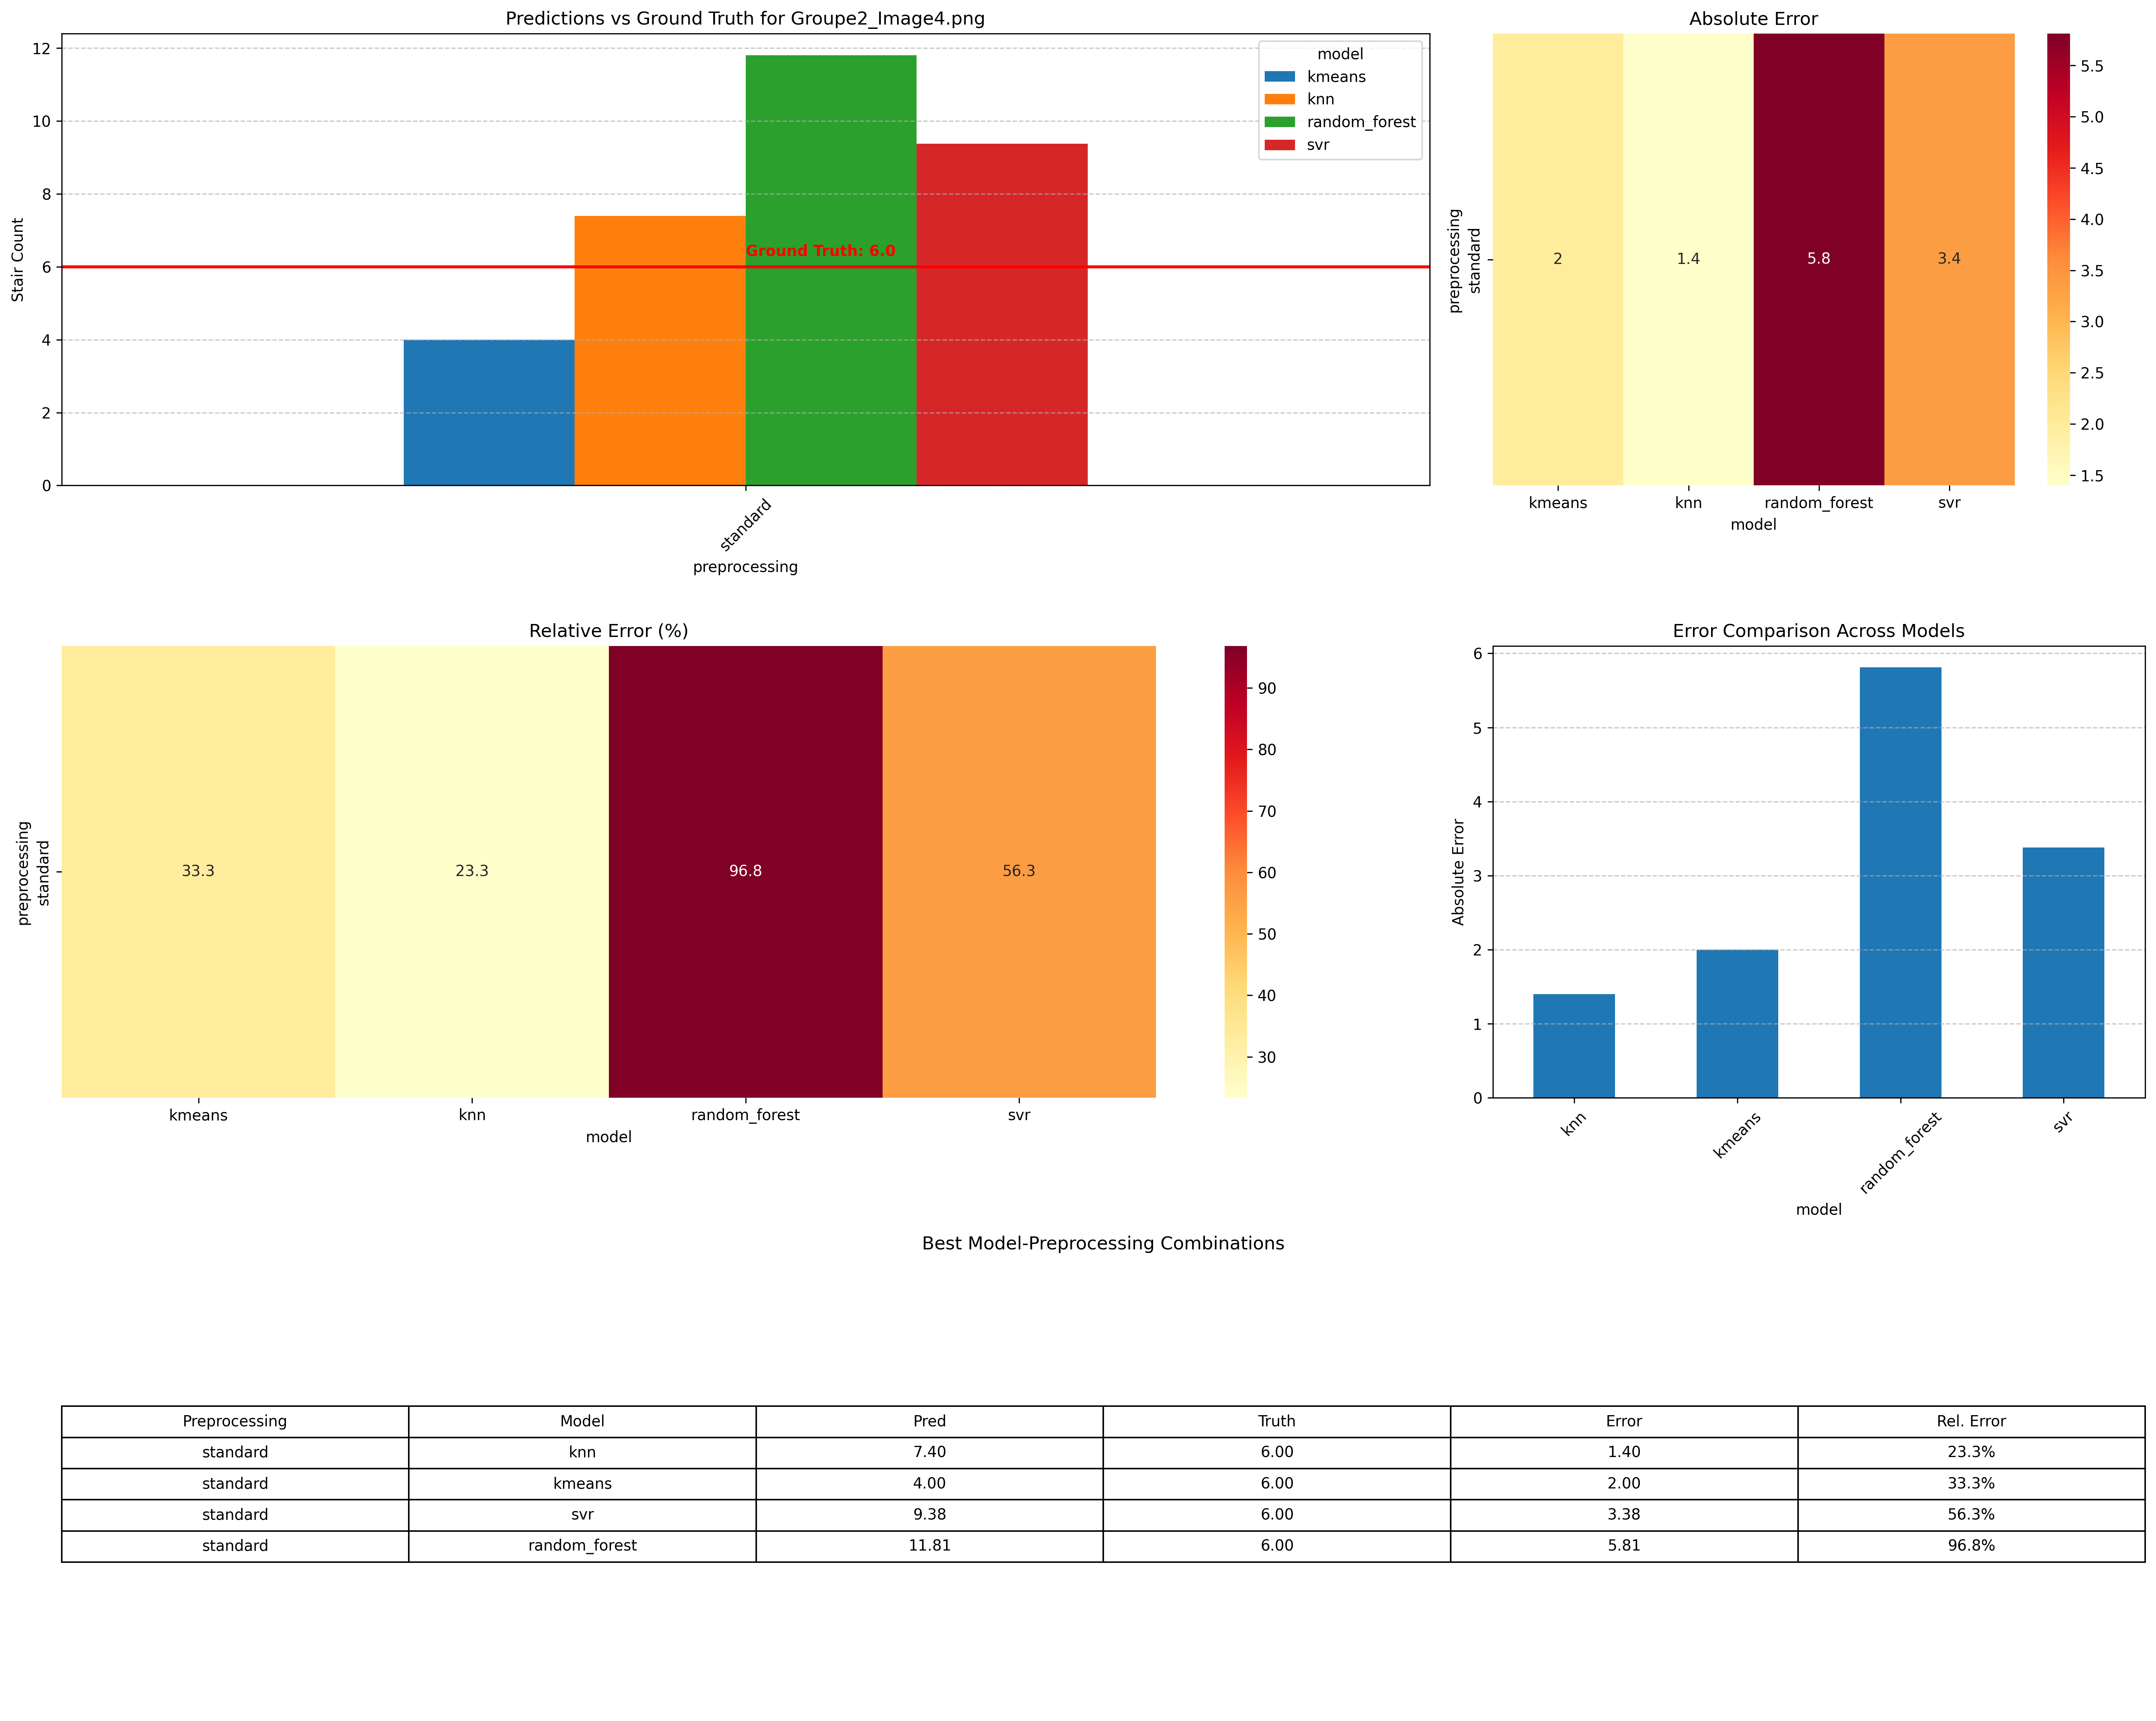 Predictions vs Ground Truth for Groupe2_Image4.png
12
10
8
6
4
2
0
Stair Count
Ground Truth: 6.0
model
kmeans
knn
random_forest
svr
standard
preprocessing
Absolute Error
preprocessing
standard
2 1.4 5.8 3.4
kmeans knn random_forest svr
model
5.5
5.0
4.5
4.0
3.5
3.0
2.5
2.0
1.5
Relative Error (%)
preprocessing
standard
33.3 23.3 96.8 56.3
kmeans knn random_forest svr
model
90
80
70
60
50
40
30
Error Comparison Across Models
6
5
4
3
2
1
0
Absolute Error
knn kmeans random_forest svr
model
Best Model-Preprocessing Combinations
Preprocessing Model Pred Truth Error Rel. Error
standard knn 7.40 6.00 1.40 23.3%
standard kmeans 4.00 6.00 2.00 33.3%
standard svr 9.38 6.00 3.38 56.3%
standard random_forest 11.81 6.00 5.81 96.8%